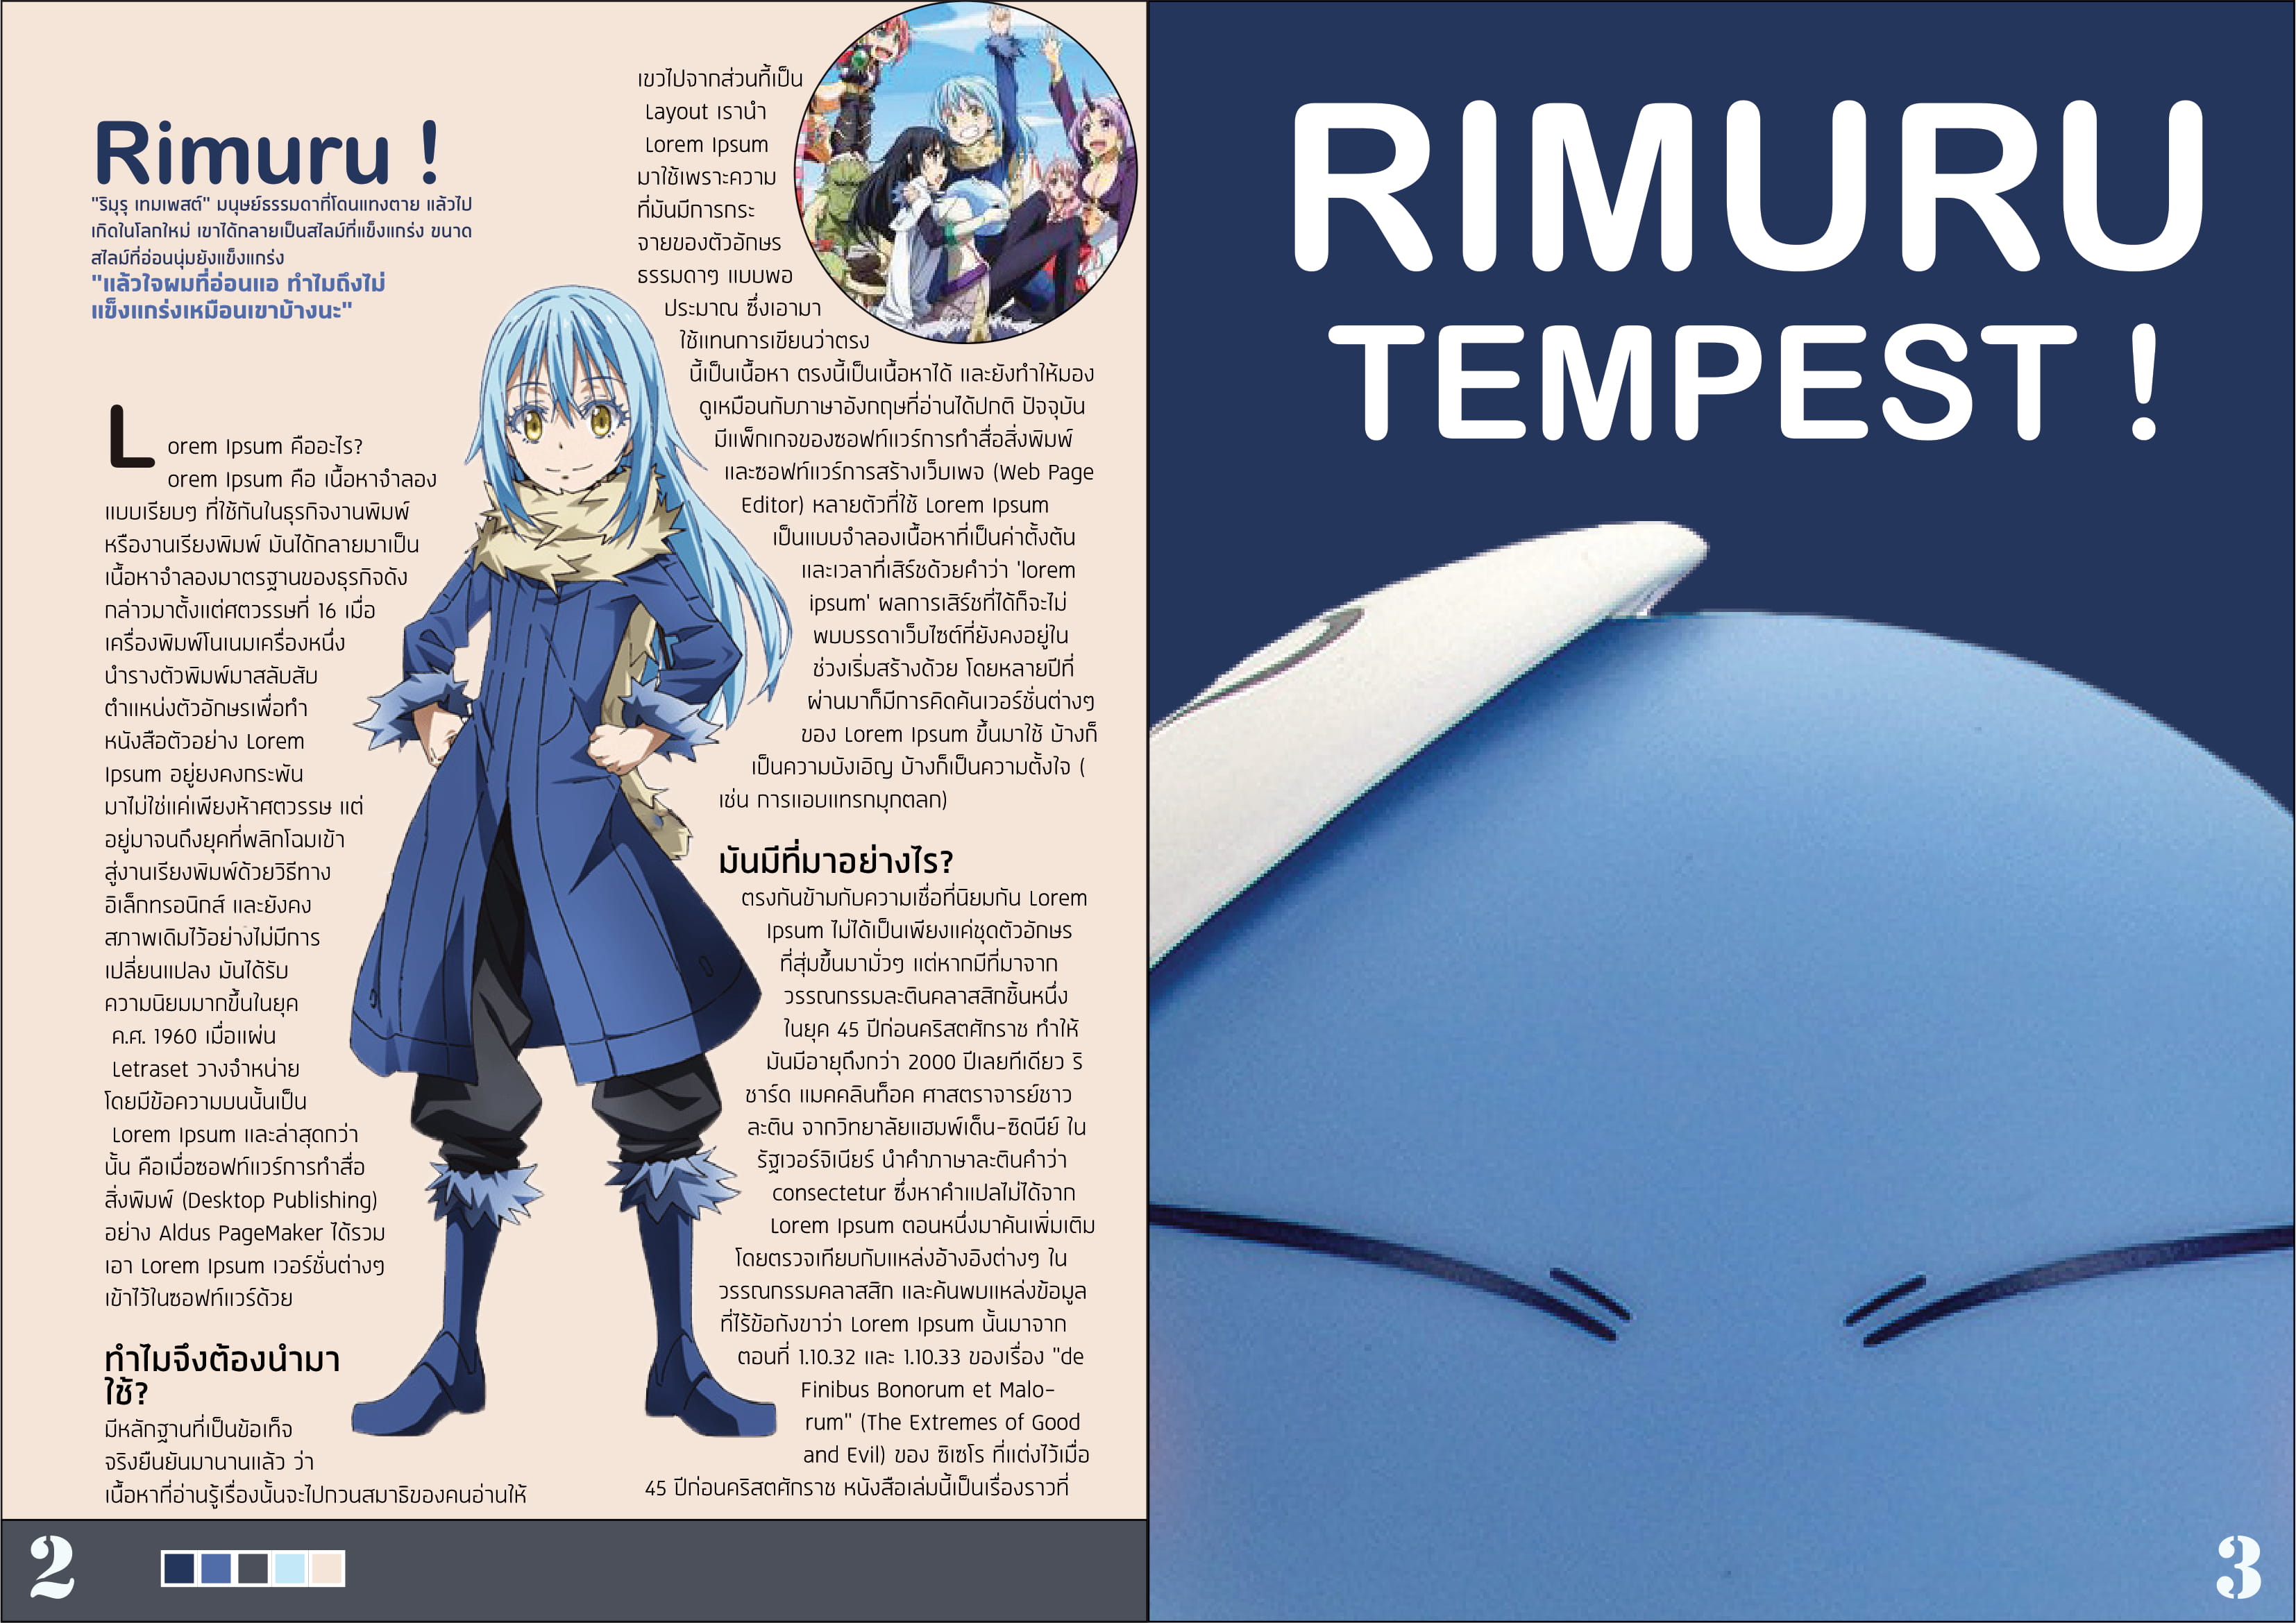 Rimuru !
"ริมุรุ เทมเพสต์" มนุษย์ธรรมดาที่โดนแทงตาย แล้วไป
เกิดในโลกใหม่ เขาได้กลายเป็นสไลม์ที่แข็งแกร่ง ขนาด
สไลม์ที่อ่อนนุ่มยังแข็งแกร่ง
"แล้วใจผมที่อ่อนแอ ทำไมถึงไม่
แข็งแกร่งเหมือนเขาบ้างนะ"
L
orem Ipsum คืออะไร?
orem Ipsum คือ เนื้อหาจำลอง
แบบเรียบๆ ที่ใช้กันในธุรกิจงานพิมพ์
หรืองานเรียงพิมพ์ มันได้กลายมาเป็น
เนื้อหาจำลองมาตรฐานของธุรกิจดัง
กล่าวมาตั้งแต่ศตวรรษที่ 16 เมื่อ
เครื่องพิมพ์โนเนมเครื่องหนึ่ง
นำรางตัวพิมพ์มาสลับสับ
ตำแหน่งตัวอักษรเพื่อทำ
หนังสือตัวอย่าง Lorem
Ipsum อยู่ยงคงกระพัน
มาไม่ใช่แค่เพียงห้าศตวรรษ แต่
อยู่มาจนถึงยุคที่พลิกโฉมเข้า
สู่งานเรียงพิมพ์ด้วยวิธีทาง
อิเล็กทรอนิกส์ และยังคง
สภาพเดิมไว้อย่างไม่มีการ
เปลี่ยนแปลง มันได้รับ
ความนิยมมากขึ้นในยุค
ค.ศ. 1960 เมื่อแผ่น
Letraset วางจำหน่าย
โดยมีข้อความบนนั้นเป็น
Lorem Ipsum และล่าสุดกว่า
นั้น คือเมื่อซอฟท์แวร์การทำสื่อ
สิ่งพิมพ์ (Desktop Publishing)
อย่าง Aldus PageMaker ได้รวม
เอา Lorem Ipsum เวอร์ชั่นต่างๆ
เข้าไว้ในซอฟท์แวร์ด้วย
ทำไมจึงต้องนำมา
ใช้?
มีหลักฐานที่เป็นข้อเท็จ
จริงยืนยันมานานแล้ว ว่า
เนื้อหาที่อ่านรู้เรื่องนั้นจะไปกวนสมาธิของคนอ่านให้
เขวไปจากส่วนที่เป็น
Layout เรานำ
Lorem Ipsum
มาใช้เพราะความ
ที่มันมีการกระ
จายของตัวอักษร
ธรรมดาๆ แบบพอ
ประมาณ ซึ่งเอามา
ใช้แทนการเขียนว่าตรง
นี้เป็นเนื้อหา ตรงนี้เป็นเนื้อหาได้ และยังทำให้มอง
ดูเหมือนกับภาษาอังกฤษที่อ่านได้ปกติ ปัจจุบัน
มีแพ็กเกจของซอฟท์แวร์การทำสื่อสิ่งพิมพ์
และซอฟท์แวร์การสร้างเว็บเพจ (Web Page
Editor) หลายตัวที่ใช้ Lorem Ipsum
เป็นแบบจำลองเนื้อหาที่เป็นค่าตั้งต้น
และเวลาที่เสิร์ชด้วยคำว่า 'lorem
ipsum' ผลการเสิร์ชที่ได้ก็จะไม่
พบบรรดาเว็บไซต์ที่ยังคงอยู่ใน
ช่วงเริ่มสร้างด้วย โดยหลายปีที่
ผ่านมาก็มีการคิดค้นเวอร์ชั่นต่างๆ
ของ Lorem Ipsum ขึ้นมาใช้ บ้างก็
เป็นความบังเอิญ บ้างก็เป็นความตั้งใจ (
เช่น การแอบแทรกมุกตลก)
มันมีที่มาอย่างไร?
ตรงกันข้ามกับความเชื่อที่นิยมกัน Lorem
Ipsum ไม่ได้เป็นเพียงแค่ชุดตัวอักษร
ที่สุ่มขึ้นมามั่วๆ แต่หากมีที่มาจาก
วรรณกรรมละตินคลาสสิกชิ้นหนึ่ง
ในยุค 45 ปีก่อนคริสตศักราช ทำให้
มันมีอายุถึงกว่า 2000 ปีเลยทีเดียว ริ
ชาร์ด แมคคลินท็อค ศาสตราจารย์ชาว
ละติน จากวิทยาลัยแฮมพ์เด็น-ซิดนีย์ ใน
รัฐเวอร์จิเนียร์ นำคำภาษาละตินคำว่า
consectetur ซึ่งหาคำแปลไม่ได้จาก
Lorem Ipsum ตอนหนึ่งมาค้นเพิ่มเติม
โดยตรวจเทียบกับแหล่งอ้างอิงต่างๆ ใน
วรรณกรรมคลาสสิก และค้นพบแหล่งข้อมูล
ที่ไร้ข้อกังขาว่า Lorem Ipsum นั้นมาจาก
ตอนที่ 1.10.32 และ 1.10.33 ของเรื่อง "de
Finibus Bonorum et Malo-
rum" (The Extremes of Good
and Evil) ของ ซิเซโร ที่แต่งไว้เมื่อ
45 ปีก่อนคริสตศักราช หนังสือเล่มนี้เป็นเรื่องราวที่
2
RIMURU
TEMPEST !
3